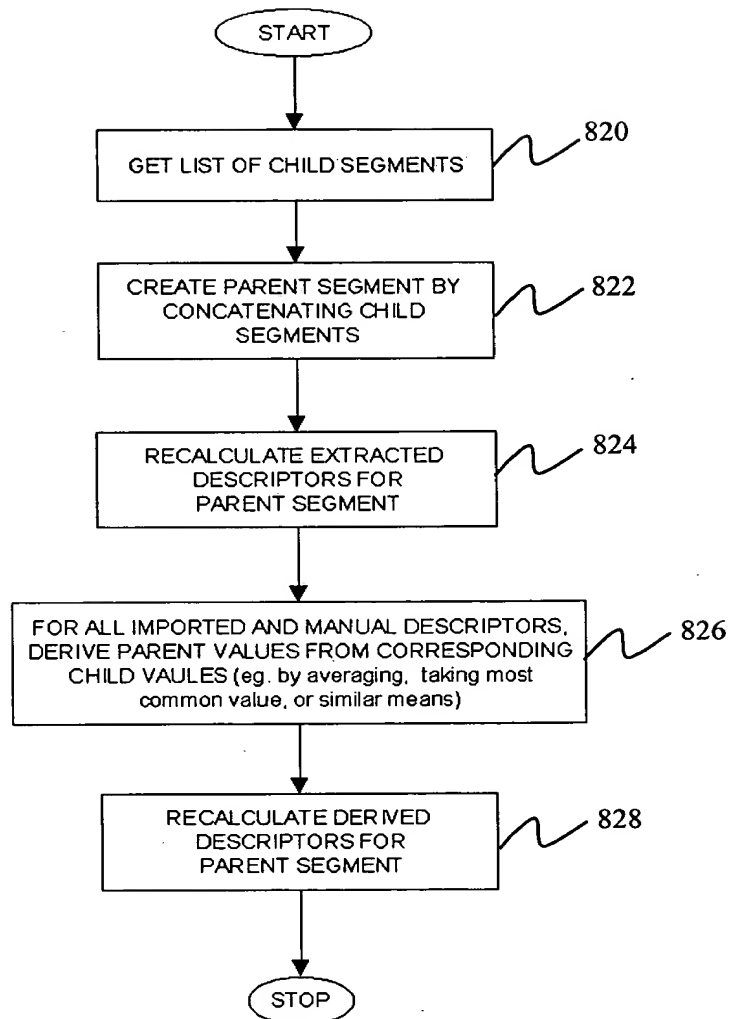 START
GET LIST OF CHILD SEGMENTS
820
CREATE PARENT SEGMENT BY
CONCATENATING CHILD
SEGMENTS
822
RECALCULATE EXTRACTED
DESCRIPTORS FOR
PARENT SEGMENT
824
FOR ALL IMPORTED AND MANUAL DESCRIPTORS,
DERIVE PARENT VALUES FROM CORRESPONDING
CHILD VAULES (eg. by averaging, taking most
common value, or similar means)
826
RECALCULATE DERIVED
DESCRIPTORS FOR
PARENT SEGMENT
828
STOP